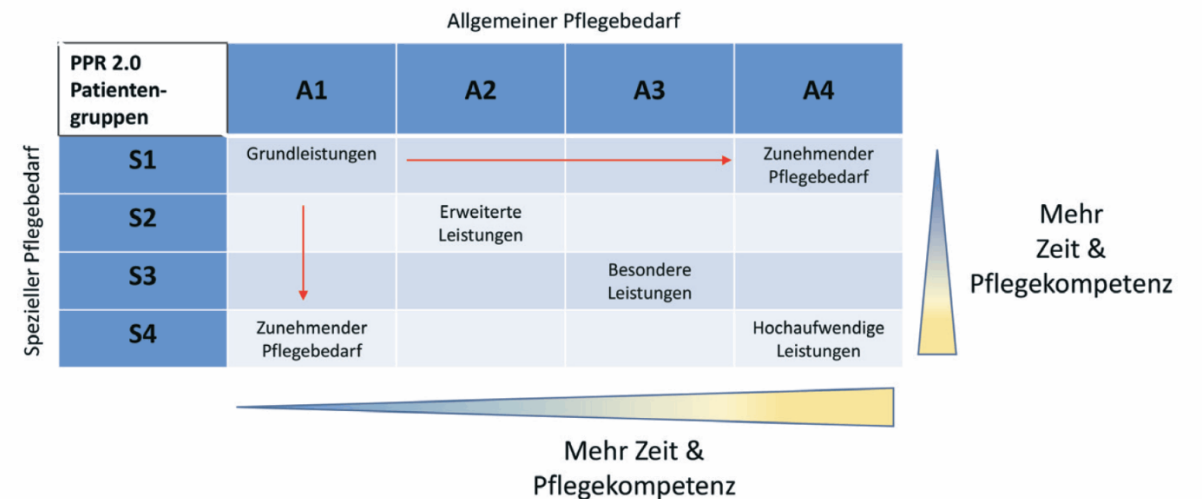 Allgemeiner Pflegebedarf
PPR 2.0
Patienten-
gruppen
A1
A2
A3
A4
Spezieller Pflegebedarf
S1
Grundleistungen
Zunehmender
Pflegebedarf
S2
Erweiterte
Leistungen
S3
Besondere
Leistungen
S4
Zunehmender
Pflegebedarf
Hochaufwendige
Leistungen
Mehr
Zeit &
Pflegekompetenz
Mehr Zeit &
Pflegekompetenz